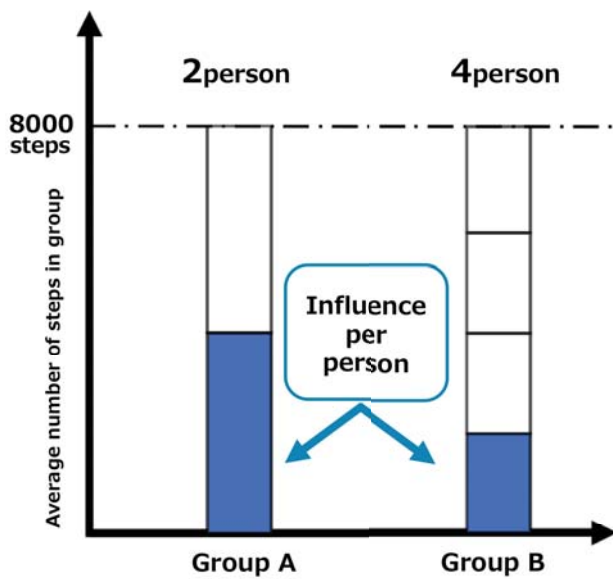 2person
4person
8000
steps
Average number of steps in group
Influence
per
person
Group A
Group B